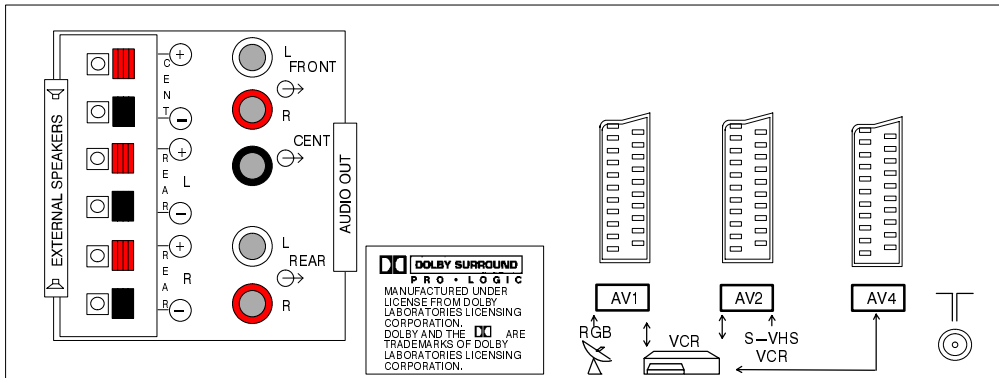 EXTERNAL SPEAKERS
+
CENT
−
+
REAR
L
−
+
REAR
R
−
L
FRONT
R
CENT
L
REAR
R
AUDIO OUT
DOLBY SURROUND
PRO • LOGIC
MANUFACTURED UNDER
LICENSE FROM DOLBY
LABORATORIES LICENSING
CORPORATION.
DOLBY AND THE ARE
TRADEMARKS OF DOLBY
LABORATORIES LICENSING
CORPORATION.
AV1
AV2
AV4
RGB
VCR
S–VHS
VCR